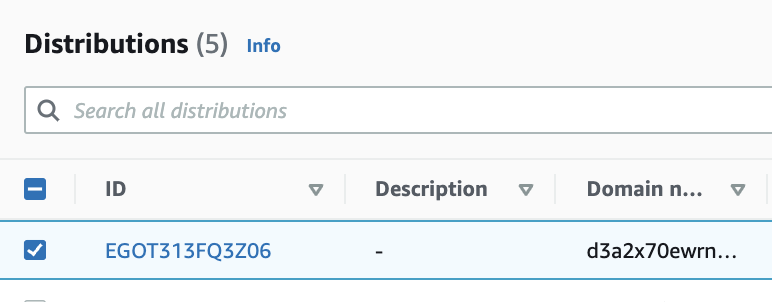 Distributions (5) Info
Search all distributions
ID Description Domain n...
EGOT313FQ3Z06 - d3a2x70ewrn...